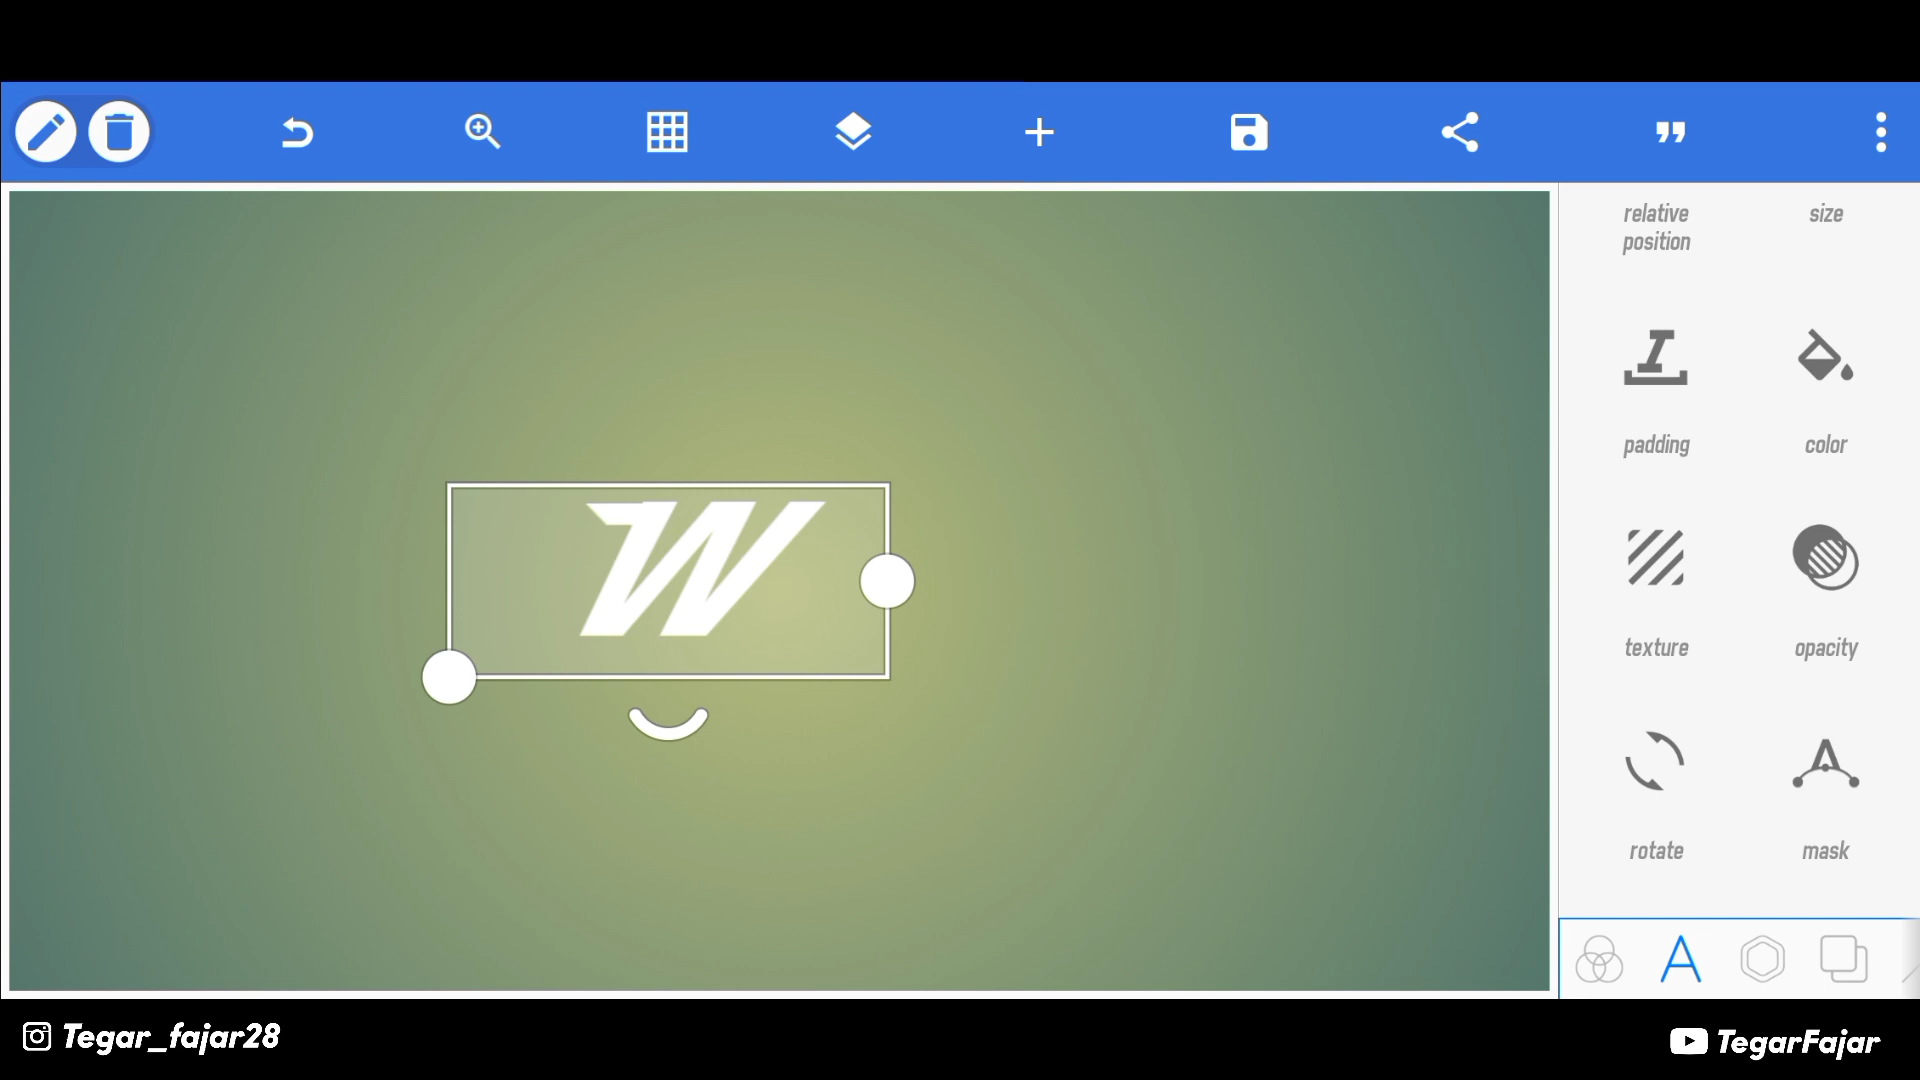 relative
position
size
padding
color
W
texture
opacity
rotate
mask
Tegar_fajar28
TegarFajar